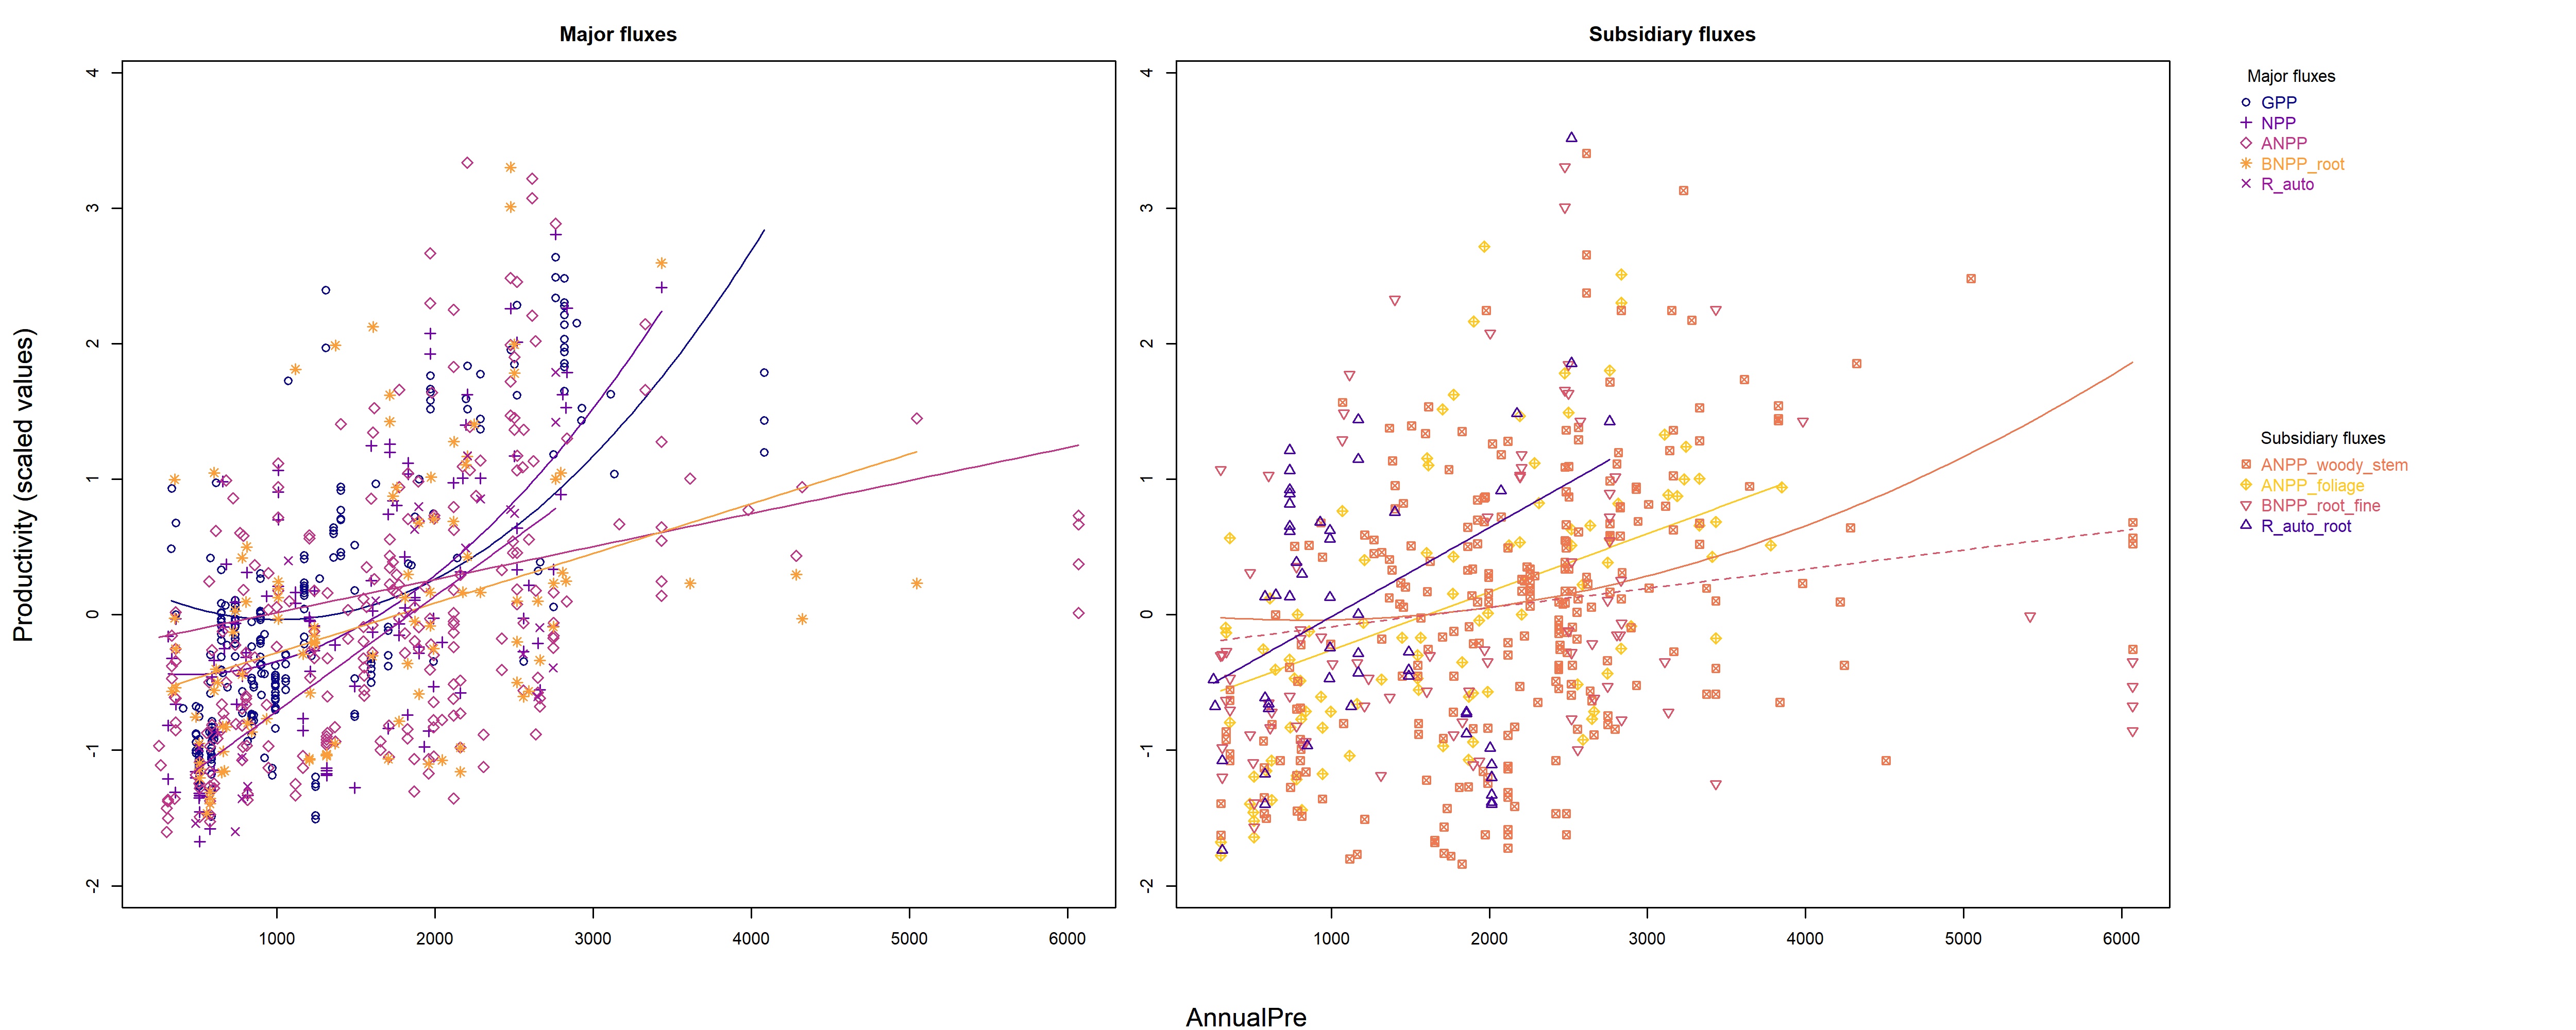 Major fluxes
Subsidiary fluxes
Productivity (scaled values)
4
3
2
1
0
-1
-2
1000
2000
3000
4000
5000
6000
4
3
2
1
0
-1
-2
1000
2000
3000
4000
5000
6000
AnnualPre
Major fluxes
GPP
NPP
ANPP
BNPP_root
R_auto
Subsidiary fluxes
ANPP_woody_stem
ANPP_foliage
BNPP_root_fine
R_auto_root